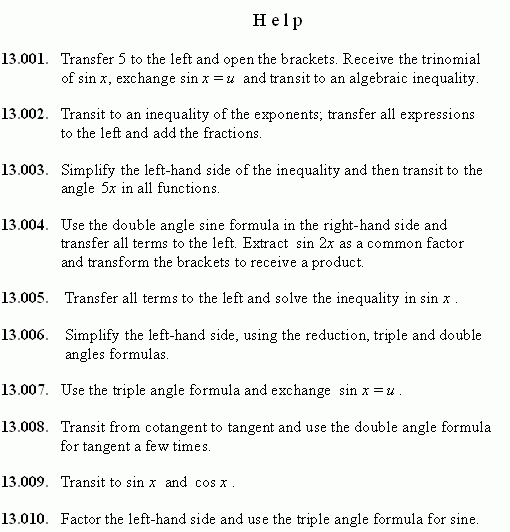 Help
13.001. Transfer 5 to the left and open the brackets. Receive the trinomial
of sin x, exchange sin x = u and transit to an algebraic inequality.
13.002. Transit to an inequality of the exponents; transfer all expressions
to the left and add the fractions.
13.003. Simplify the left-hand side of the inequality and then transit to the
angle 5x in all functions.
13.004. Use the double angle sine formula in the right-hand side and
transfer all terms to the left. Extract sin 2x as a common factor
and transform the brackets to receive a product.
13.005. Transfer all terms to the left and solve the inequality in sin x .
13.006. Simplify the left-hand side, using the reduction, triple and double
angles formulas.
13.007. Use the triple angle formula and exchange sin x = u .
13.008. Transit from cotangent to tangent and use the double angle formula
for tangent a few times.
13.009. Transit to sin x and cos x .
13.010. Factor the left-hand side and use the triple angle formula for sine.